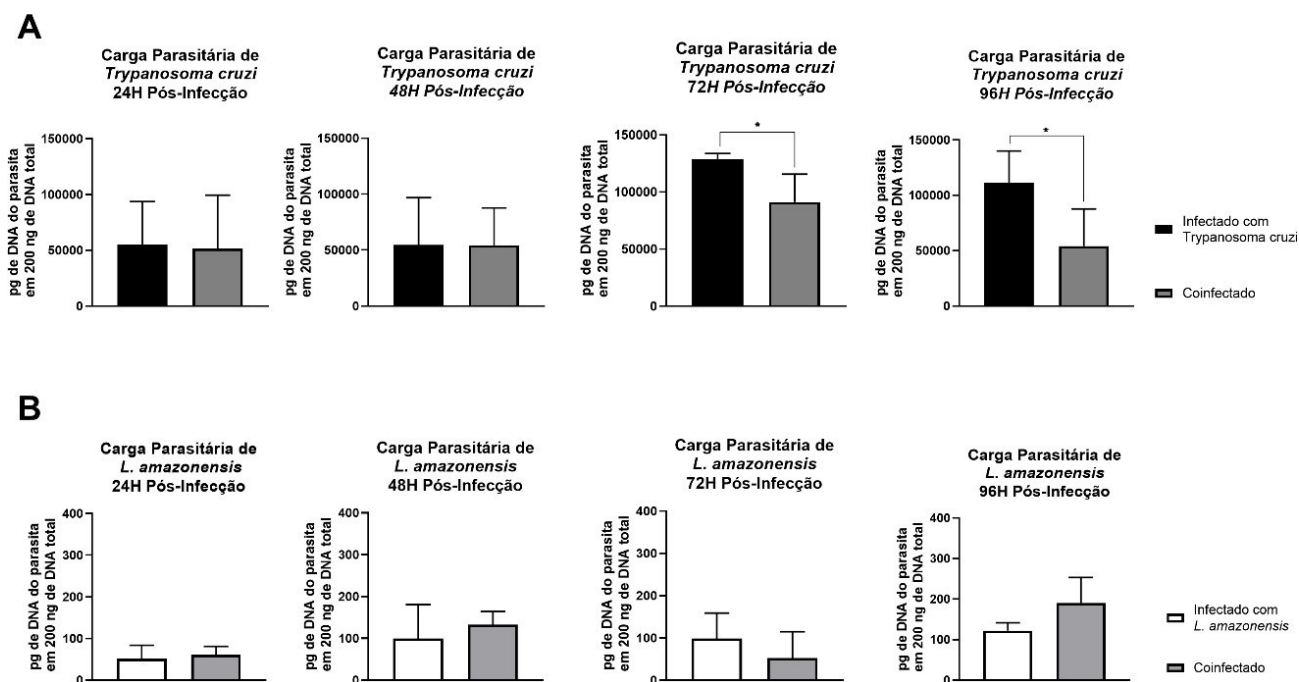 A
Carga Parasitária de
Trypanosoma cruzi
24H Pós-Infecção
pg de DNA do parasita
em 200 ng de DNA total
150000
100000
50000
0
Carga Parasitária de
Trypanosoma cruzi
48H Pós-Infecção
pg de DNA do parasita
em 200 ng de DNA total
150000
100000
50000
0
Carga Parasitária de
Trypanosoma cruzi
72H Pós-Infecção
pg de DNA do parasita
em 200 ng de DNA total
150000
100000
50000
0
*
Carga Parasitária de
Trypanosoma cruzi
96H Pós-Infecção
pg de DNA do parasita
em 200 ng de DNA total
150000
100000
50000
0
*
Infectado com
Trypanosoma cruzi
Coinfectado
B
Carga Parasitária de
L. amazonensis
24H Pós-Infecção
pg de DNA do parasita
em 200 ng de DNA total
400
300
200
100
0
Carga Parasitária de
L. amazonensis
48H Pós-Infecção
pg de DNA do parasita
em 200 ng de DNA total
400
300
200
100
0
Carga Parasitária de
L. amazonensis
72H Pós-Infecção
pg de DNA do parasita
em 200 ng de DNA total
400
300
200
100
0
Carga Parasitária de
L. amazonensis
96H Pós-Infecção
pg de DNA do parasita
em 200 ng de DNA total
400
300
200
100
0
Infectado com
L. amazonensis
Coinfectado